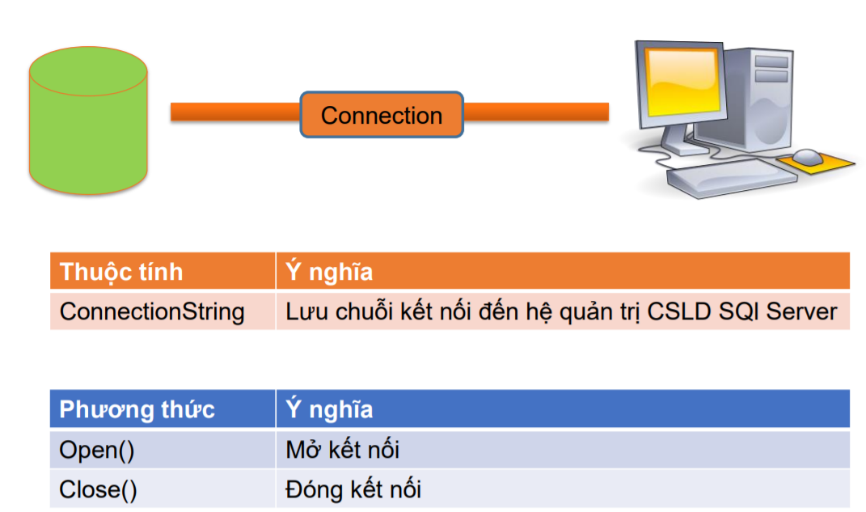 Connection
Thuộc tính Ý nghĩa
ConnectionString Lưu chuỗi kết nối đến hệ quản trị CSLD SQl Server
Phương thức Ý nghĩa
Open() Mở kết nối
Close() Đóng kết nối